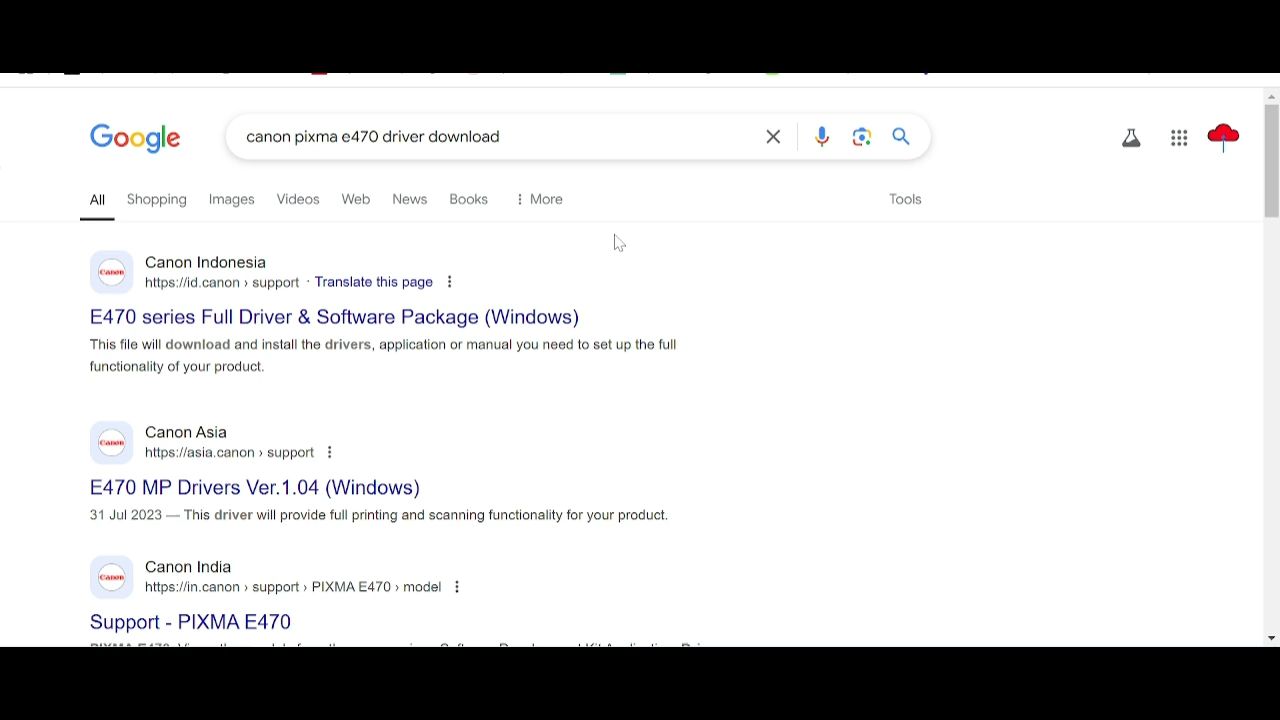 Google
canon pixma e470 driver download
All Shopping Images Videos Web News Books More Tools
Canon
Canon Indonesia
https://id.canon › support · Translate this page
E470 series Full Driver & Software Package (Windows)
This file will download and install the drivers, application or manual you need to set up the full
functionality of your product.
Canon
Canon Asia
https://asia.canon › support
E470 MP Drivers Ver.1.04 (Windows)
31 Jul 2023 — This driver will provide full printing and scanning functionality for your product.
Canon
Canon India
https://in.canon › support › PIXMA E470 › model
Support - PIXMA E470